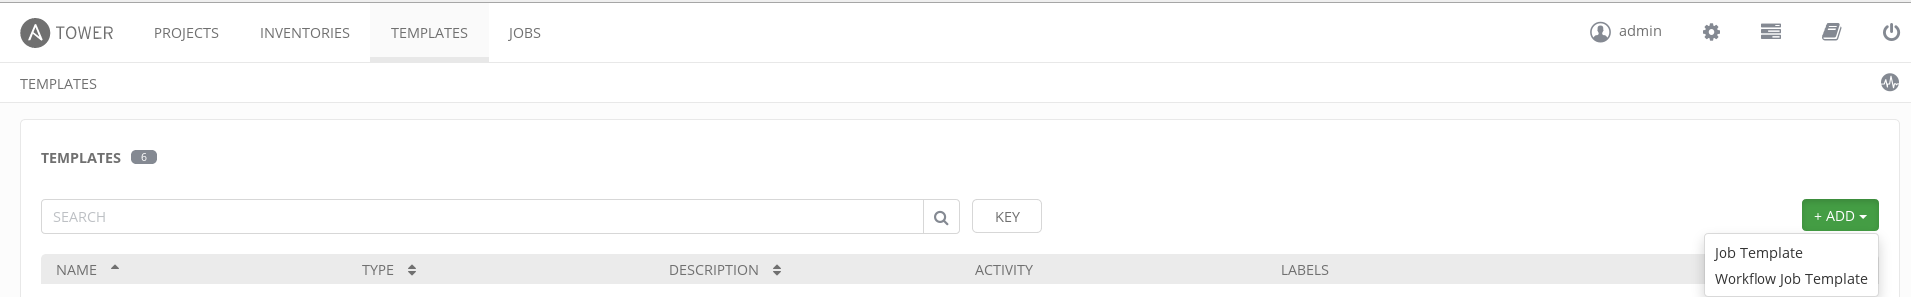 TOWER PROJECTS INVENTORIES TEMPLATES JOBS admin
TEMPLATES
TEMPLATES 6
SEARCH KEY + ADD
Job Template
NAME TYPE DESCRIPTION ACTIVITY LABELS
Workflow Job Template